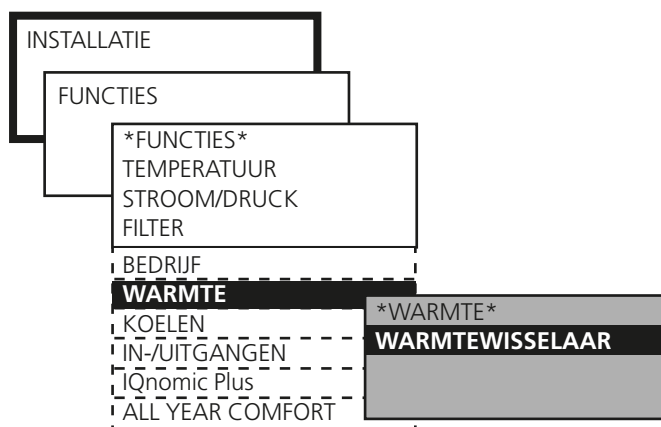 INSTALLATIE
FUNCTIES
*FUNCTIES*
TEMPERATUUR
STROOM/DRUCK
FILTER
BEDRIJF
WARMTE
KOELEN
IN-/UITGANGEN
IQnomic Plus
ALL YEAR COMFORT
*WARMTE*
WARMTEWISSELAAR